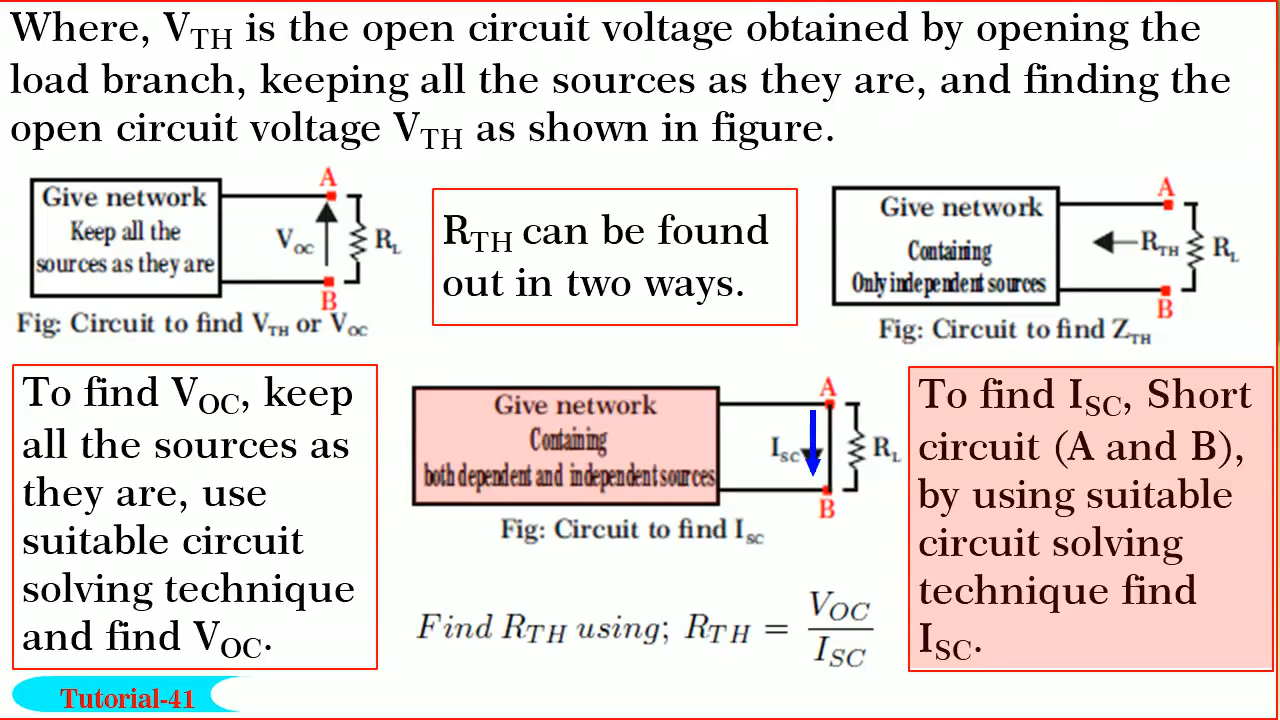 Where, V_TH is the open circuit voltage obtained by opening the
load branch, keeping all the sources as they are, and finding the
open circuit voltage V_TH as shown in figure.
Give network
Keep all the
sources as they are
A
V_OC
R_L
B
Fig: Circuit to find V_TH or V_OC
R_TH can be found
out in two ways.
Give network
Containing
Only independent sources
A
R_TH
R_L
B
Fig: Circuit to find Z_TH
To find V_OC, keep
all the sources as
they are, use
suitable circuit
solving technique
and find V_OC.
Give network
Containing
both dependent and independent sources
A
I_SC
R_L
B
Fig: Circuit to find I_SC
Find R_TH using; R_TH = V_OC / I_SC
To find I_SC, Short
circuit (A and B),
by using suitable
circuit solving
technique find
I_SC.
Tutorial-41